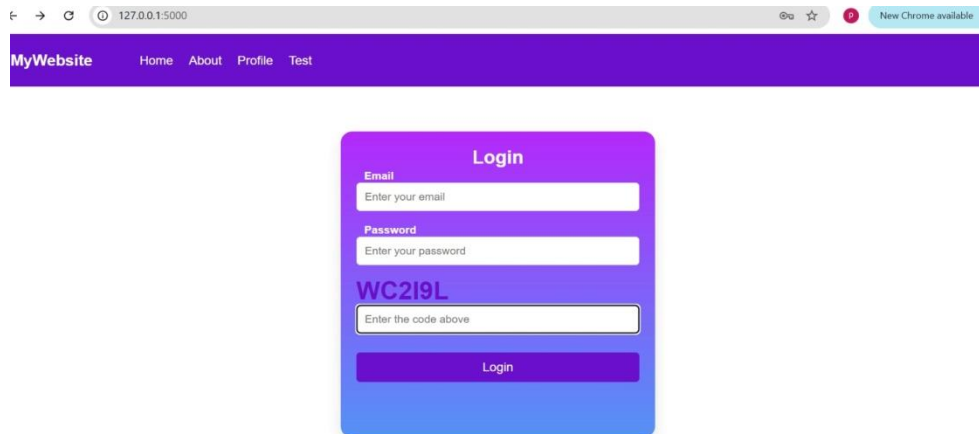 127.0.0.1:5000
P
New Chrome available
MyWebsite Home About Profile Test
Login
Email
Enter your email
Password
Enter your password
WC2I9L
Enter the code above
Login